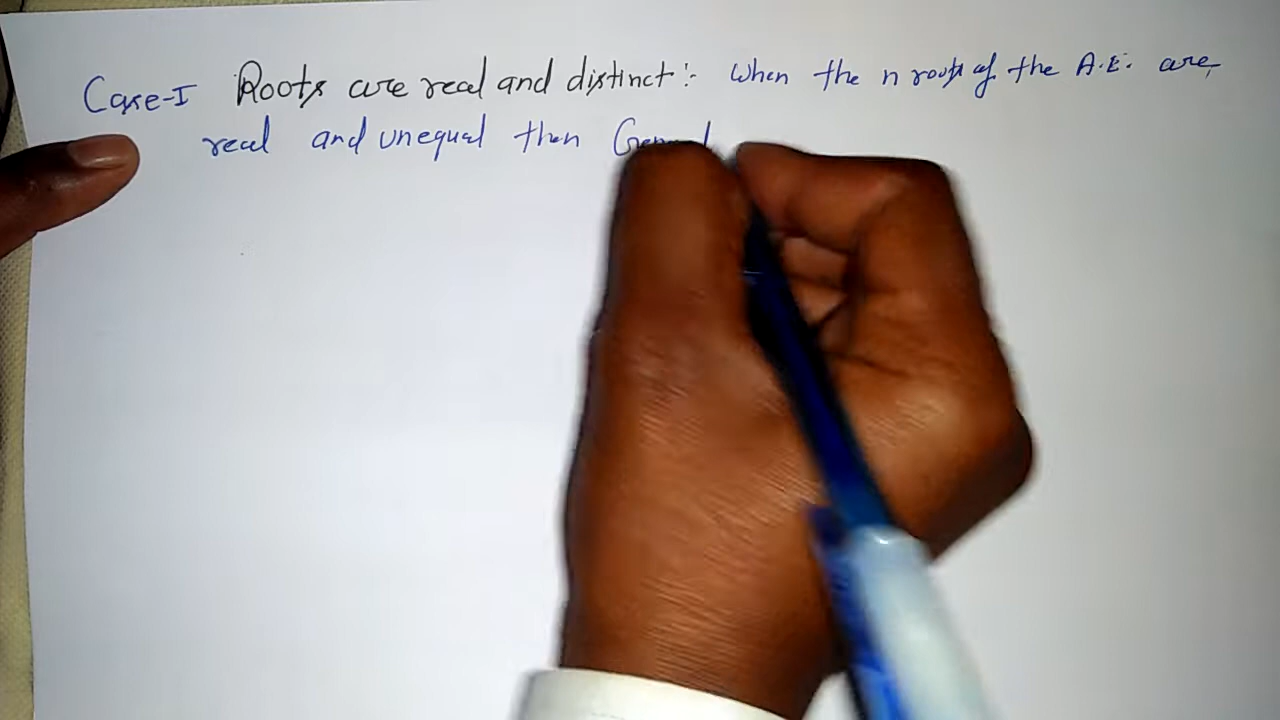 Case-I Roots are real and distinct :- When the n roots of the A.E. are,
real and unequal then